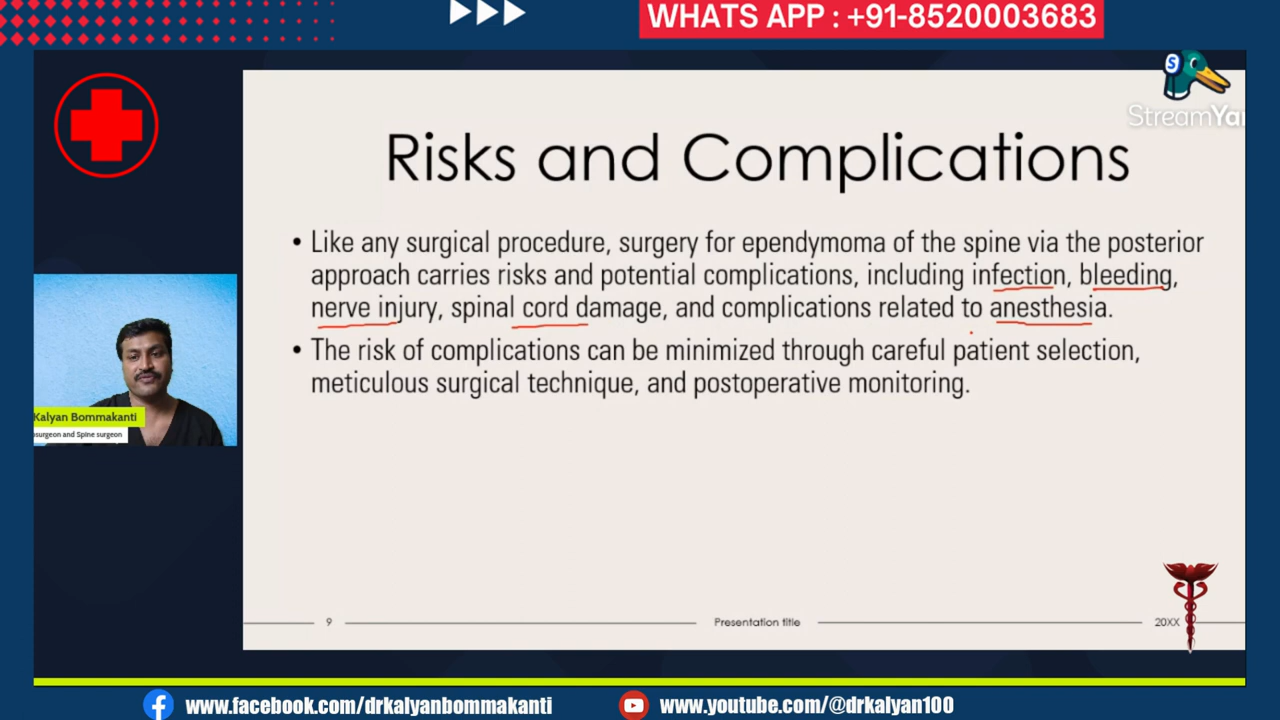 WHATS APP : +91-8520003683
StreamYar
Risks and Complications
• Like any surgical procedure, surgery for ependymoma of the spine via the posterior
approach carries risks and potential complications, including infection, bleeding,
nerve injury, spinal cord damage, and complications related to anesthesia.
• The risk of complications can be minimized through careful patient selection,
meticulous surgical technique, and postoperative monitoring.
Kalyan Bommakanti
surgeon and Spine surgeon
9
Presentation title
20XX
www.facebook.com/drkalyanbommakanti
www.youtube.com/@drkalyan100